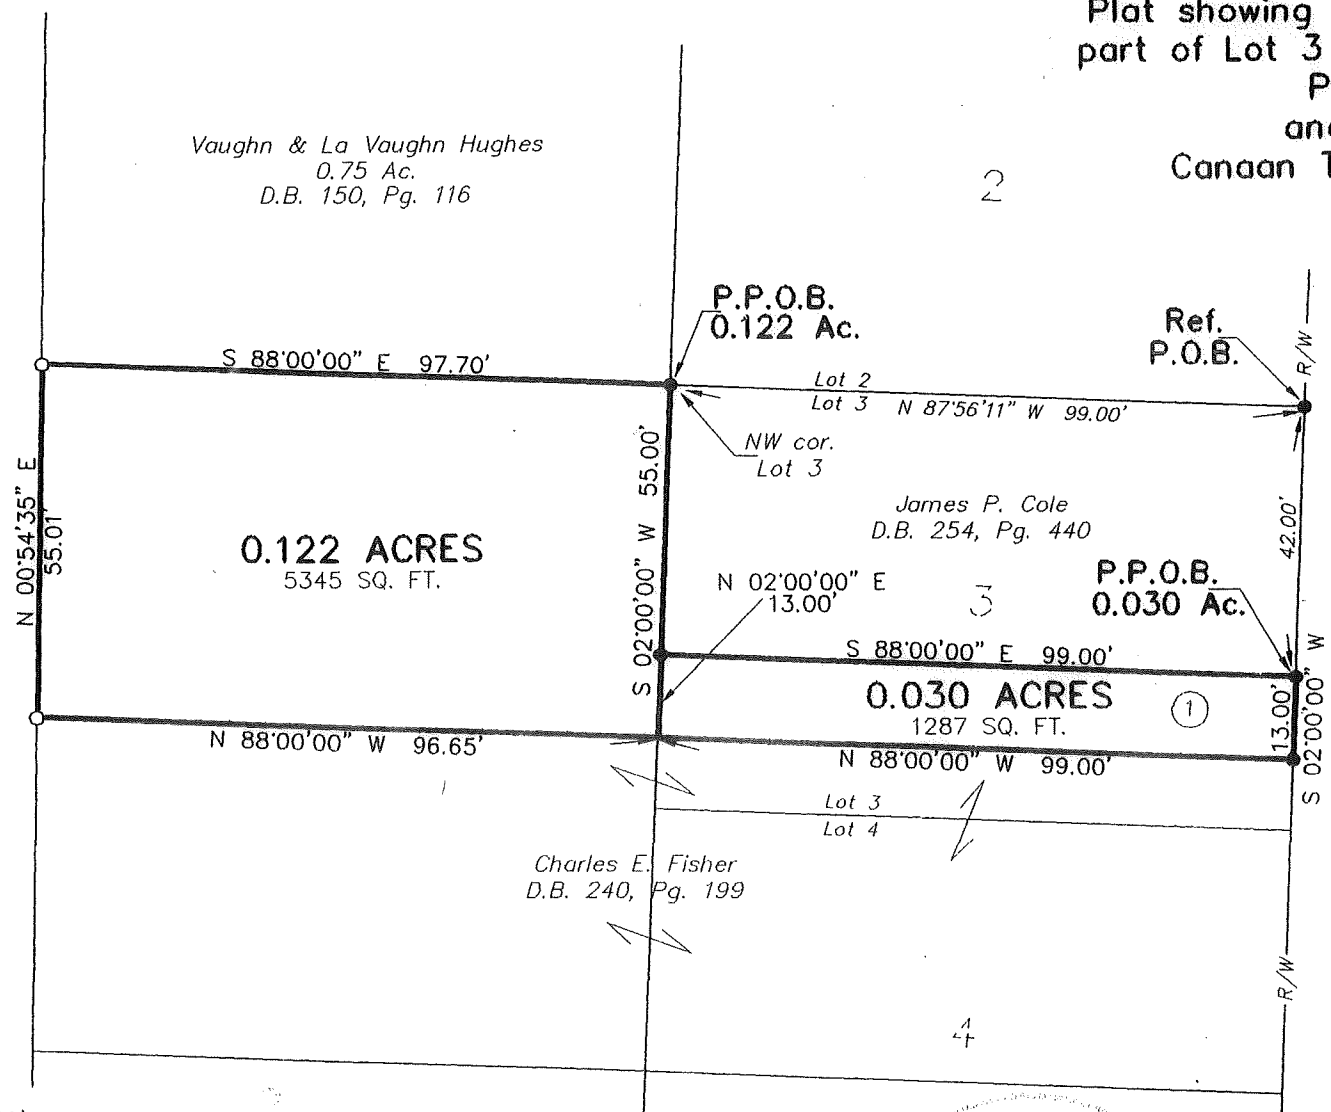 Plat showing
part of Lot 3
P
Canaan T
Vaughn & La Vaughn Hughes
0.75 Ac.
D.B. 150, Pg. 116
2
P.P.O.B.
0.122 Ac.
Ref.
P.O.B.
R/W
S 88°00'00" E 97.70'
Lot 2
Lot 3 N 87°56'11" W 99.00'
NW cor.
Lot 3
N 00°54'35" E
55.01'
S 02°00'00" W 55.00'
0.122 ACRES
5345 SQ. FT.
James P. Cole
D.B. 254, Pg. 440
42.00'
N 02°00'00" E
13.00'
3
P.P.O.B.
0.030 Ac.
S 88°00'00" E 99.00'
0.030 ACRES
1287 SQ. FT.
1
13.00'
S 02°00'00" W
N 88°00'00" W 96.65'
N 88°00'00" W 99.00'
Lot 3
Lot 4
Charles E. Fisher
D.B. 240, Pg. 199
R/W
4